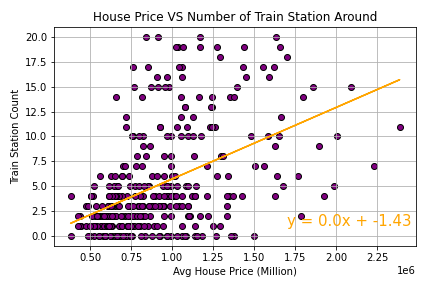 House Price VS Number of Train Station Around
20.0
17.5
15.0
12.5
10.0
7.5
5.0
2.5
0.0
Train Station Count
y = 0.0x + -1.43
0.50 0.75 1.00 1.25 1.50 1.75 2.00 2.25
1e6
Avg House Price (Million)